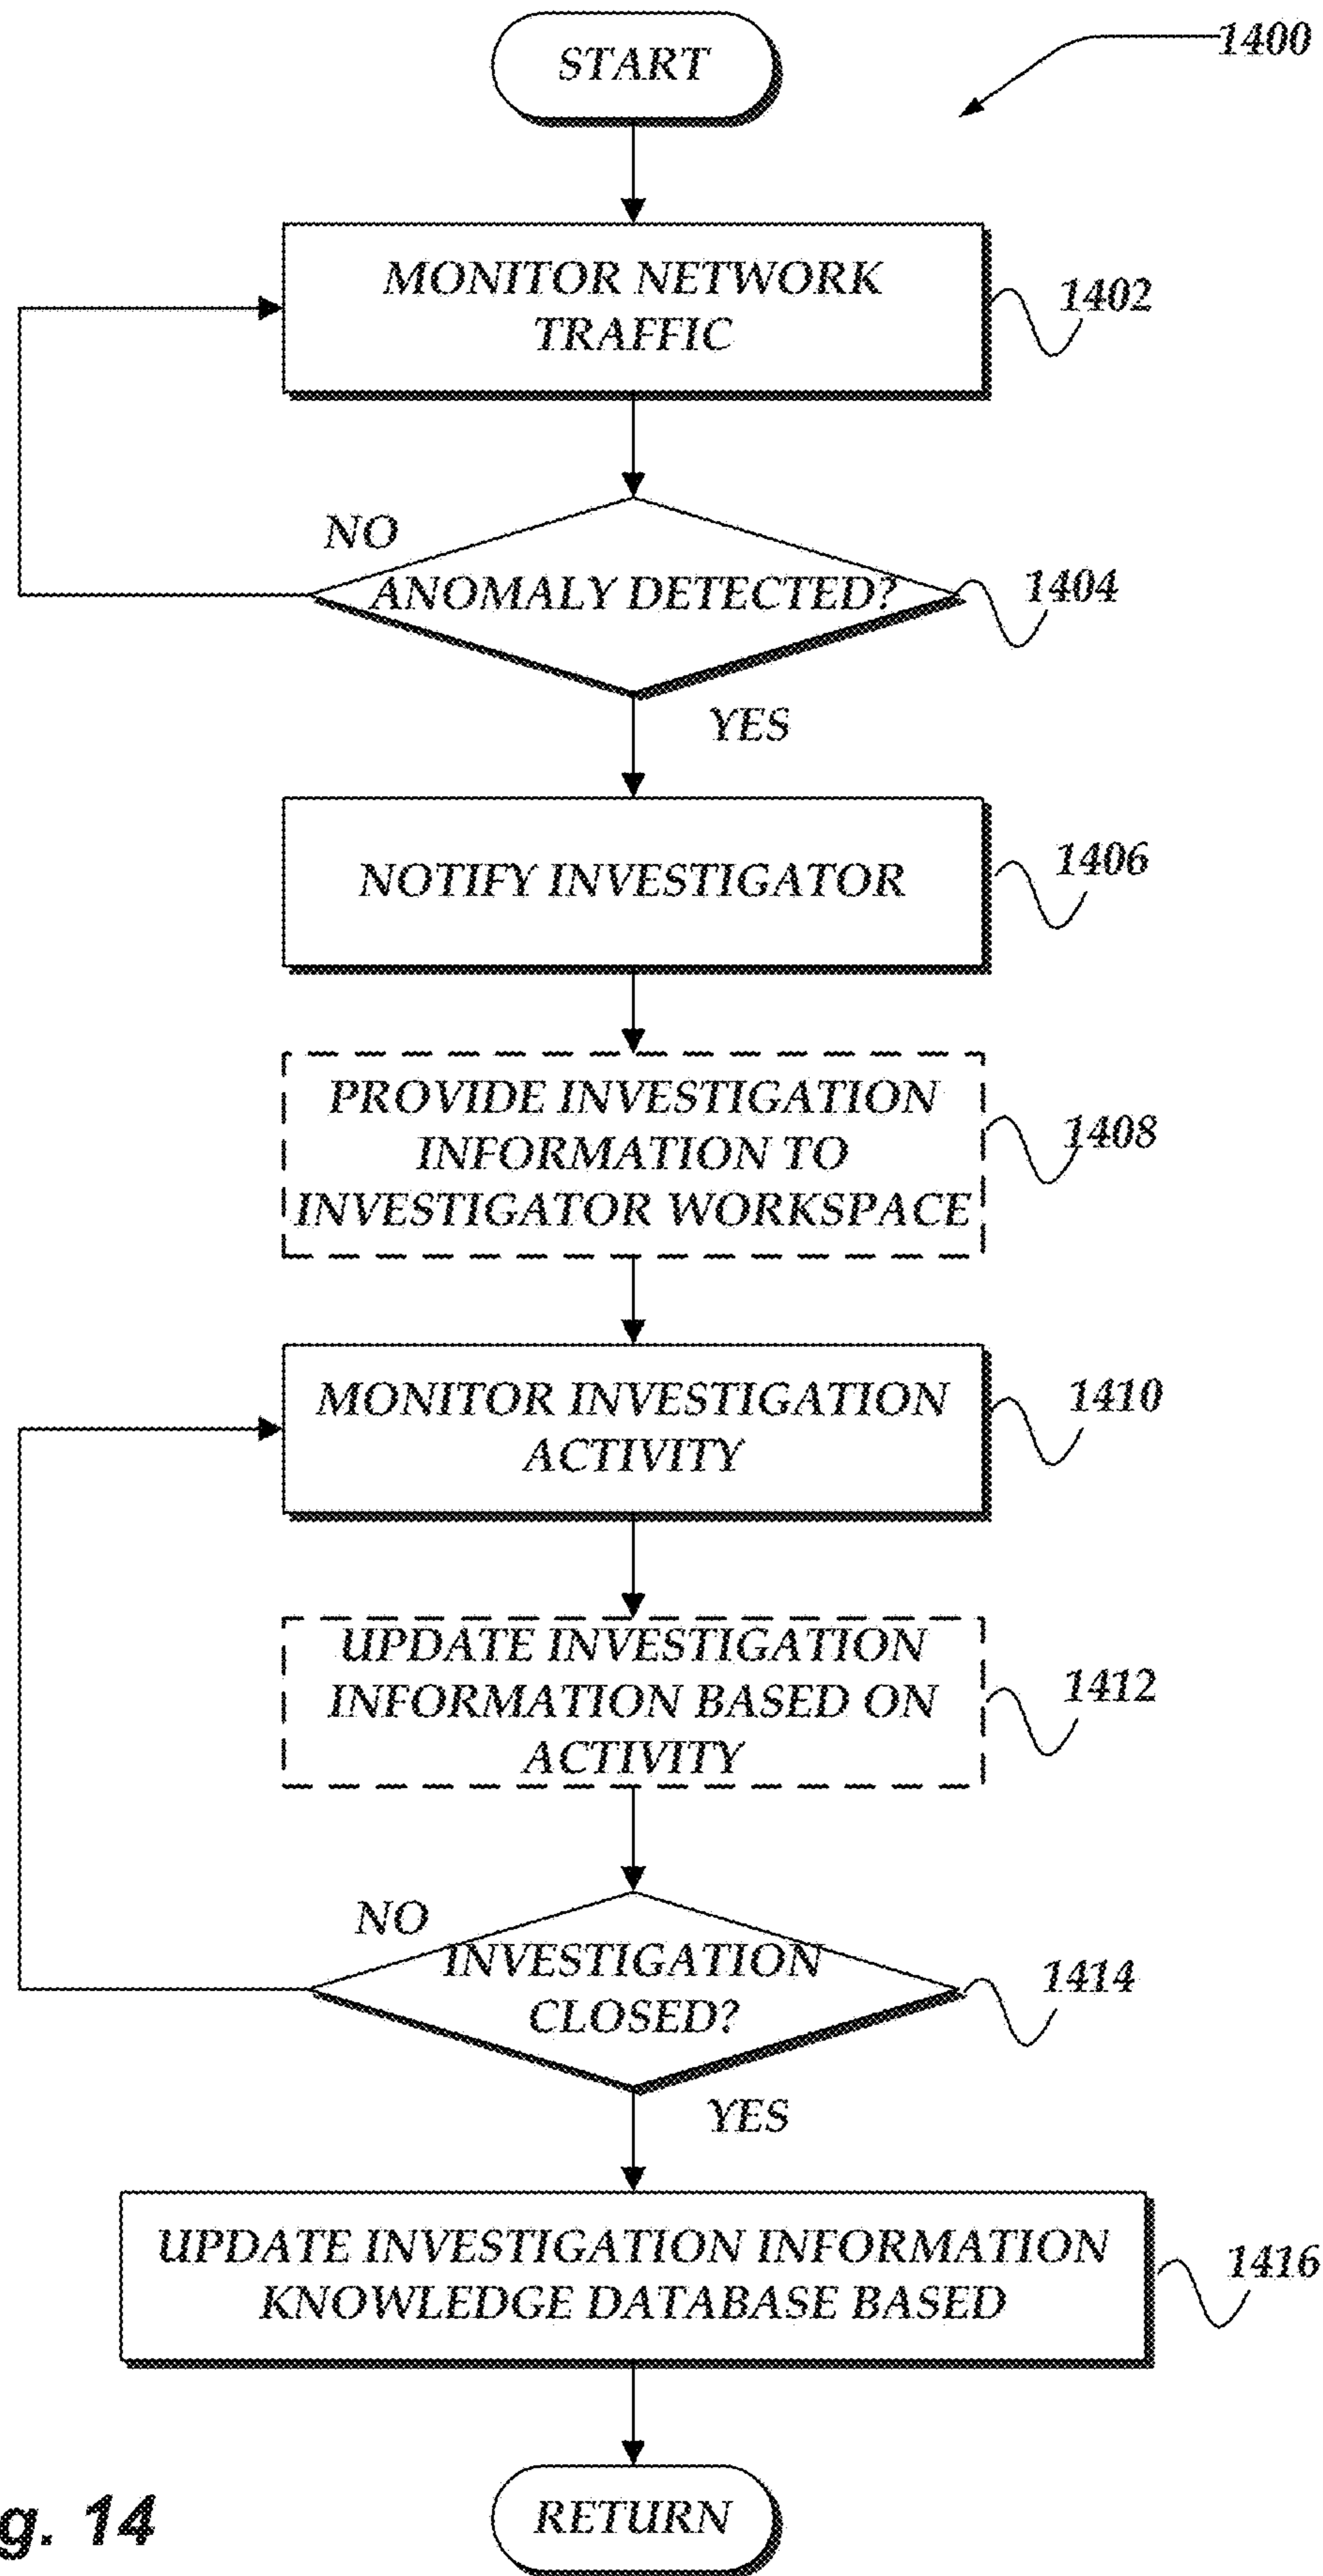 START
1400
MONITOR NETWORK
TRAFFIC
1402
NO
ANOMALY DETECTED?
1404
YES
NOTIFY INVESTIGATOR
1406
PROVIDE INVESTIGATION
INFORMATION TO
INVESTIGATOR WORKSPACE
1408
MONITOR INVESTIGATION
ACTIVITY
1410
UPDATE INVESTIGATION
INFORMATION BASED ON
ACTIVITY
1412
NO
INVESTIGATION
CLOSED?
1414
YES
UPDATE INVESTIGATION INFORMATION
KNOWLEDGE DATABASE BASED
1416
RETURN
g. 14